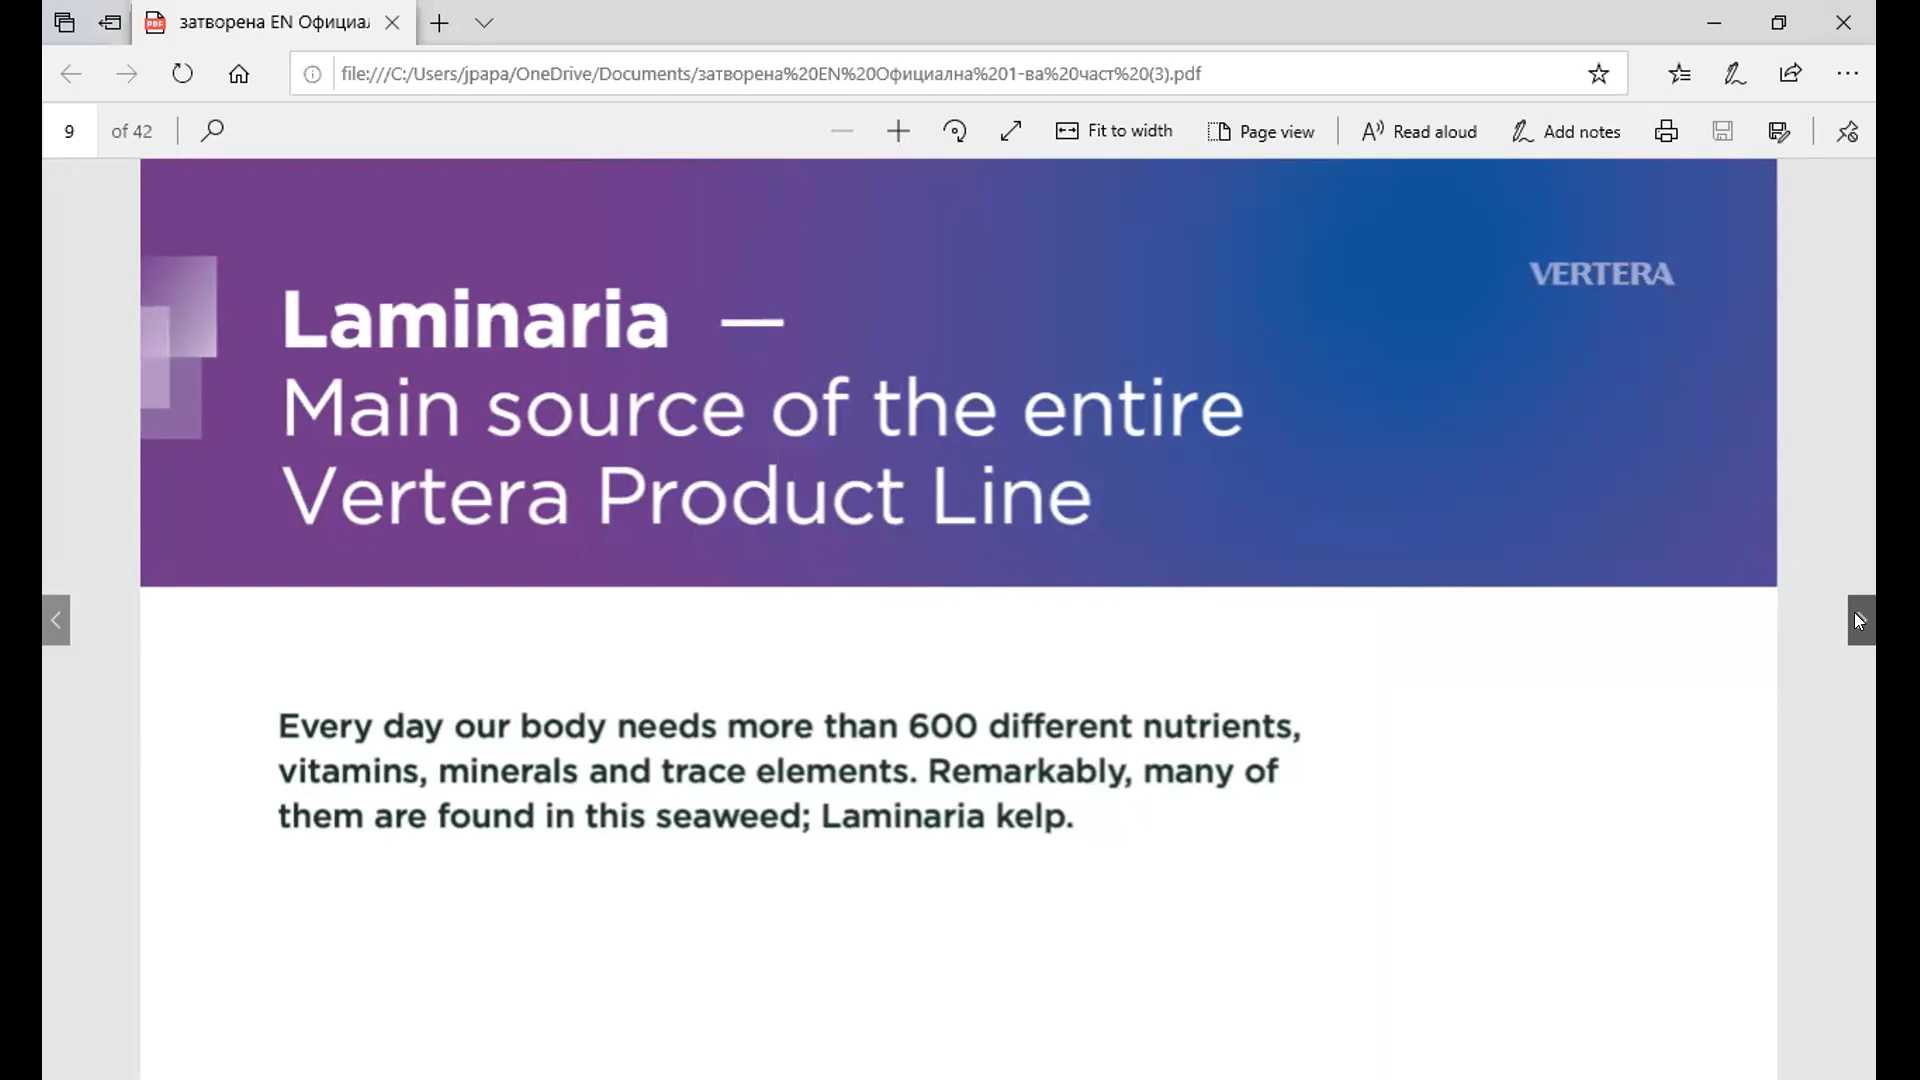 затворена EN Официал
file:///C:/Users/jpapa/OneDrive/Documents/затворена%20EN%20Официална%201-ва%20част%20(3).pdf
9 of 42
Fit to width
Page view
Read aloud
Add notes
VERTERA
Laminaria —
Main source of the entire
Vertera Product Line
Every day our body needs more than 600 different nutrients,
vitamins, minerals and trace elements. Remarkably, many of
them are found in this seaweed; Laminaria kelp.